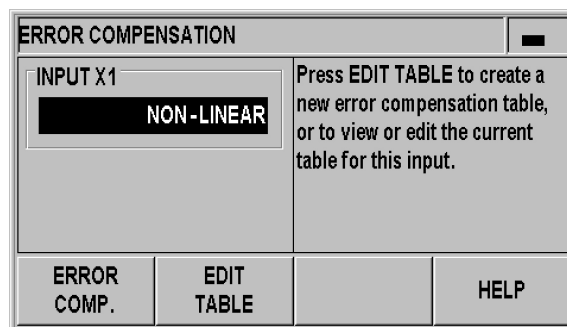 ERROR COMPENSATION
INPUT X1
NON-LINEAR
Press EDIT TABLE to create a
new error compensation table,
or to view or edit the current
table for this input.
ERROR
COMP.
EDIT
TABLE
HELP